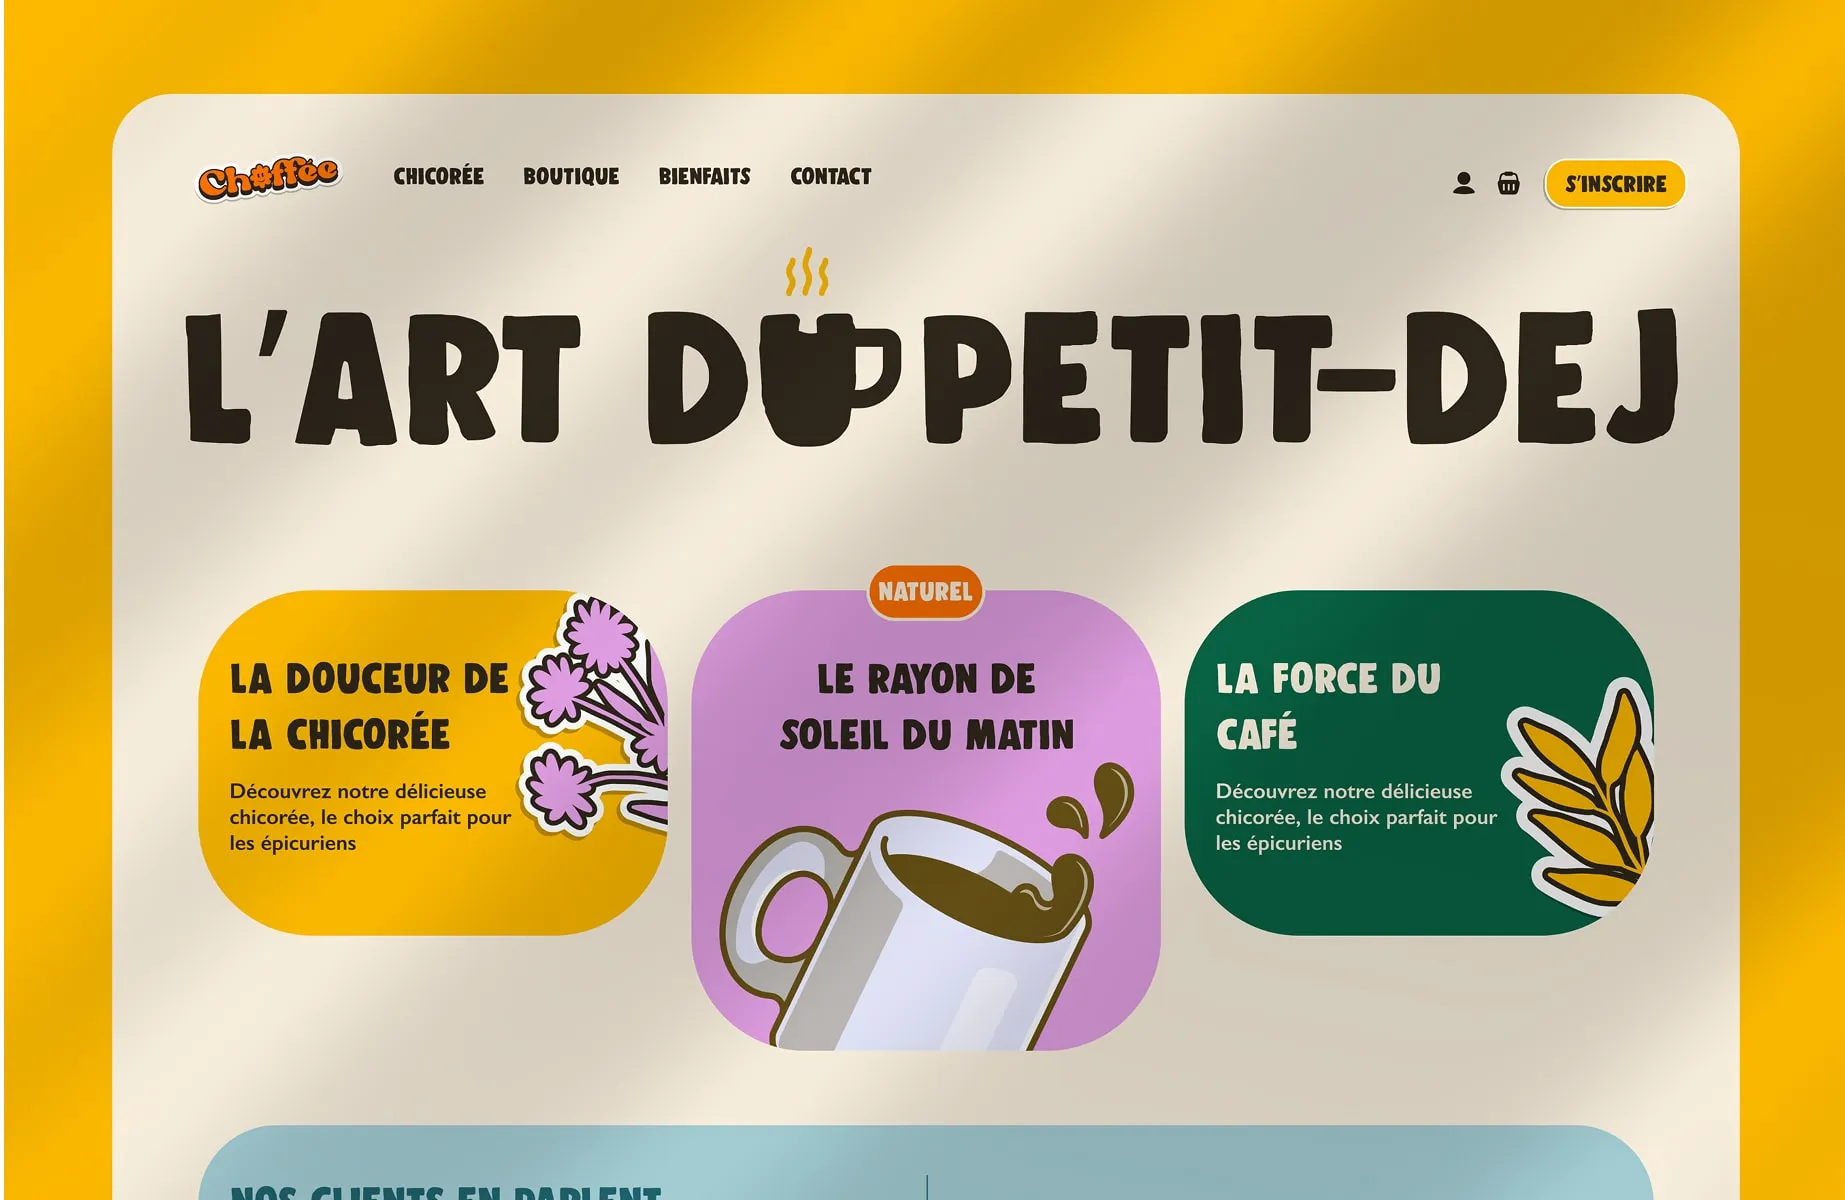 Choffée
CHICORÉE
BOUTIQUE
BIENFAITS
CONTACT
S'INSCRIRE
L'ART DU PETIT-DEJ
LA DOUCEUR DE
LA CHICORÉE
Découvrez notre délicieuse
chicorée, le choix parfait pour
les épicuriens
NATUREL
LE RAYON DE
SOLEIL DU MATIN
LA FORCE DU
CAFÉ
Découvrez notre délicieuse
chicorée, le choix parfait pour
les épicuriens
NOS CLIENTS EN PARLENT